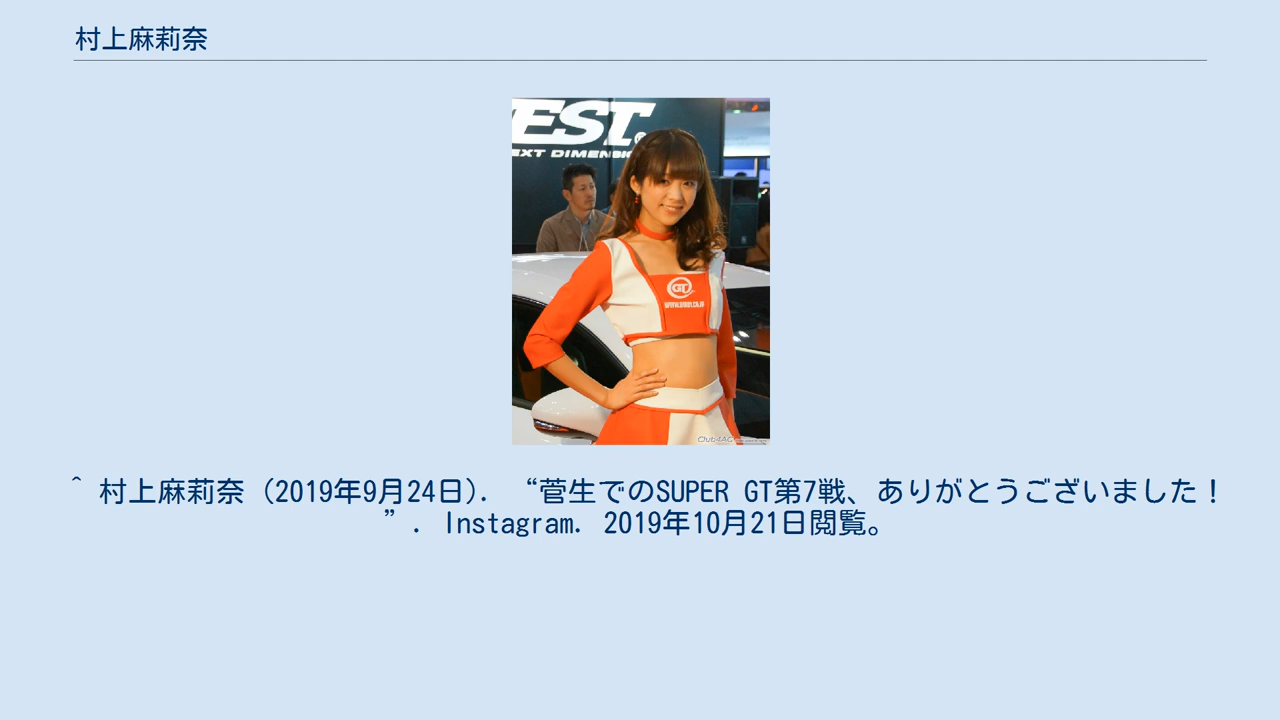 村上麻莉奈
EST.
EXT DIMENSIO
GT
Club4AG
^ 村上麻莉奈 (2019年9月24日). “菅生でのSUPER GT第7戦、ありがとうございました！
”. Instagram. 2019年10月21日閲覧。